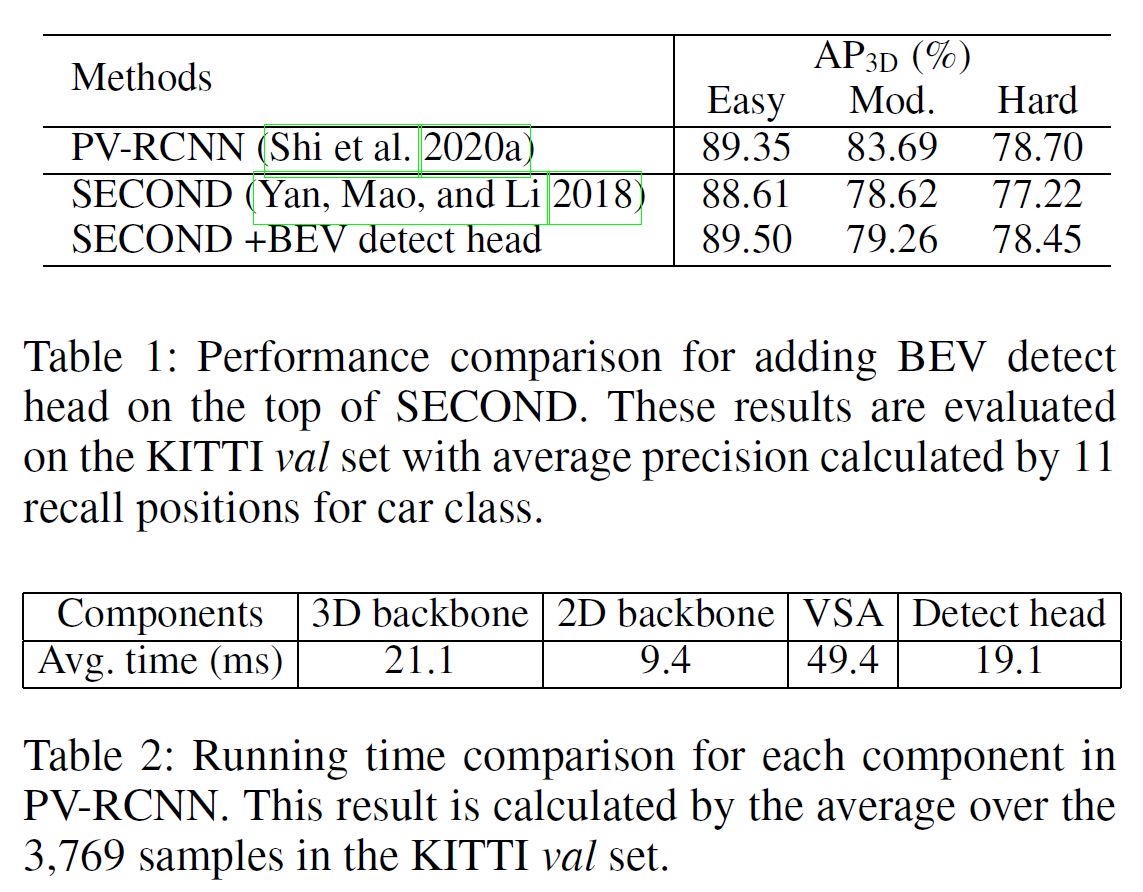 Methods AP3D (%)
Easy Mod. Hard
PV-RCNN (Shi et al. 2020a) 89.35 83.69 78.70
SECOND (Yan, Mao, and Li 2018) 88.61 78.62 77.22
SECOND +BEV detect head 89.50 79.26 78.45
Table 1: Performance comparison for adding BEV detect
head on the top of SECOND. These results are evaluated
on the KITTI val set with average precision calculated by 11
recall positions for car class.
Components 3D backbone 2D backbone VSA Detect head
Avg. time (ms) 21.1 9.4 49.4 19.1
Table 2: Running time comparison for each component in
PV-RCNN. This result is calculated by the average over the
3,769 samples in the KITTI val set.